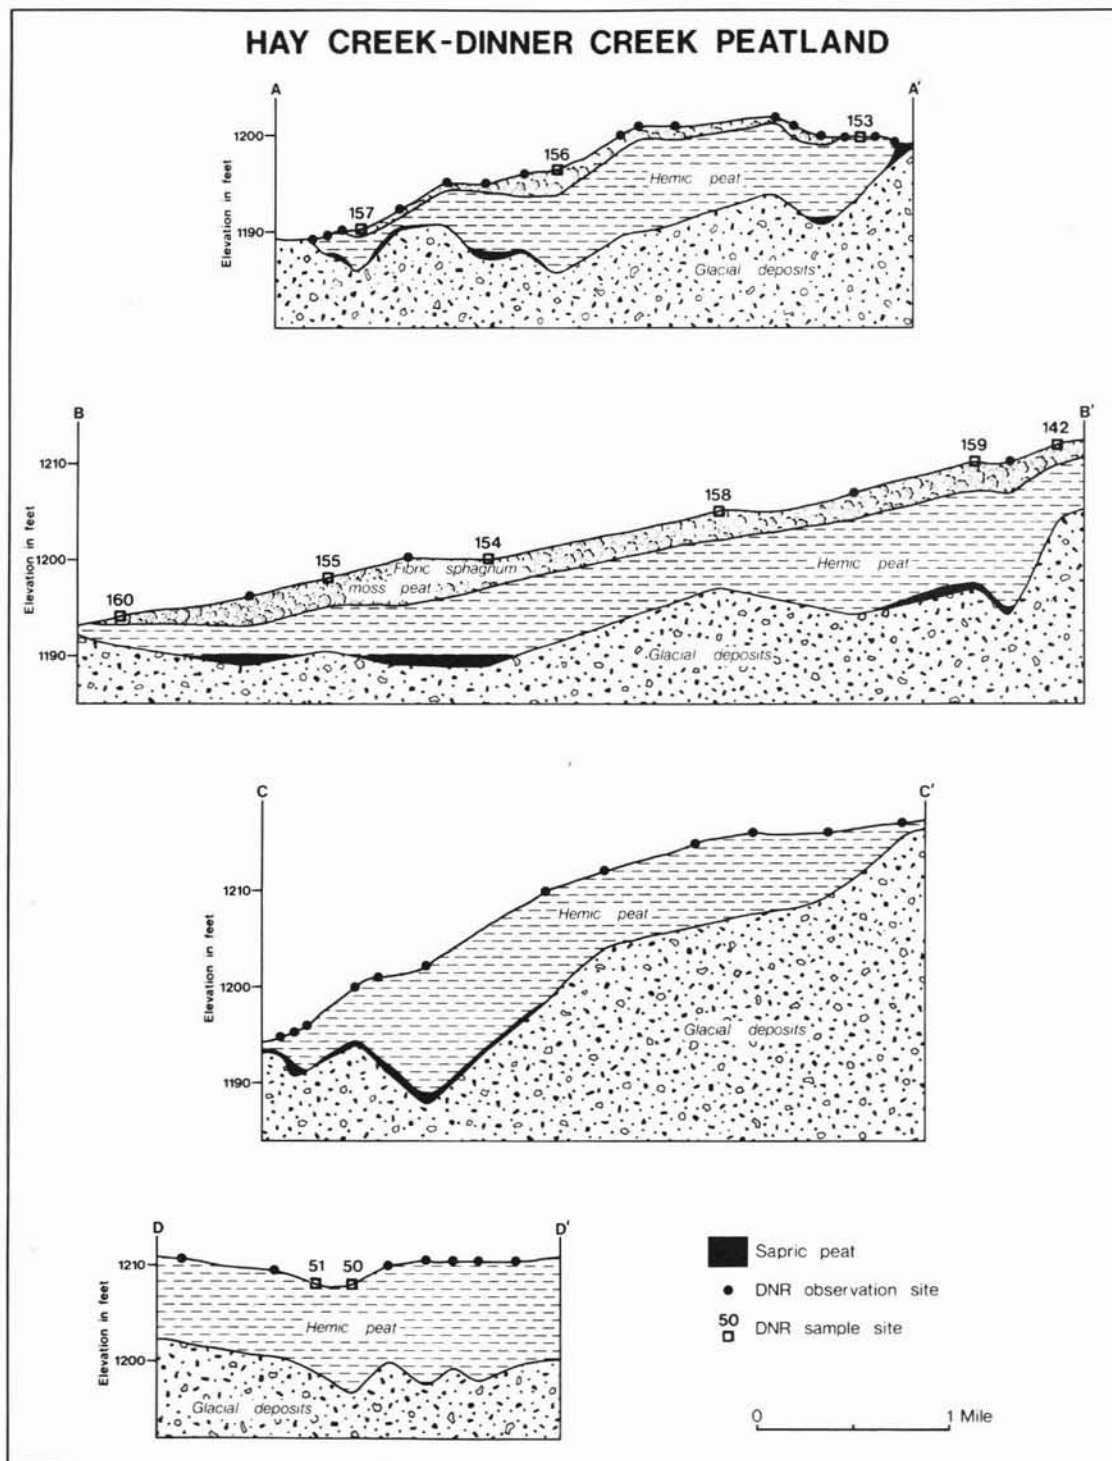 HAY CREEK-DINNER CREEK PEATLAND
A A'
153
1200
156
Hemic peat
157
1190
Elevation in feet
Glacial deposits
B B'
142
1210
159
158
1200
154
155
Fibric sphagnum
moss peat
Hemic peat
160
Elevation in feet
1190
Glacial deposits
C C'
1210
Hemic peat
Elevation in feet
1200
Glacial deposits
1190
D D'
1210
51 50
Elevation in feet
Hemic peat
1200
Glacial deposits
Sapric peat
DNR observation site
50
DNR sample site
0 1 Mile